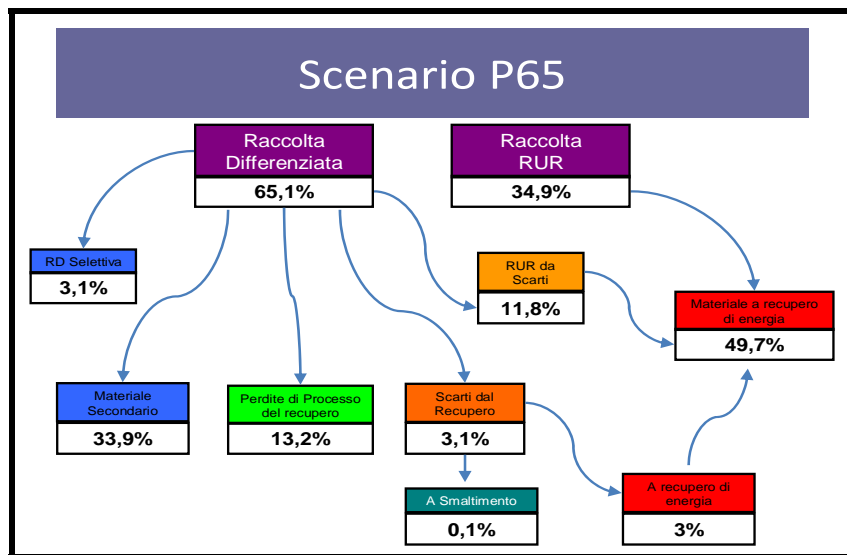 Scenario P65
Raccolta
Differenziata
65,1%
Raccolta
RUR
34,9%
RD Selettiva
3,1%
RUR da
Scarti
11,8%
Materiale a recupero
di energia
49,7%
Materiale
Secondario
33,9%
Perdite di Processo
del recupero
13,2%
Scarti dal
Recupero
3,1%
A Smaltimento
0,1%
A recupero di
energia
3%